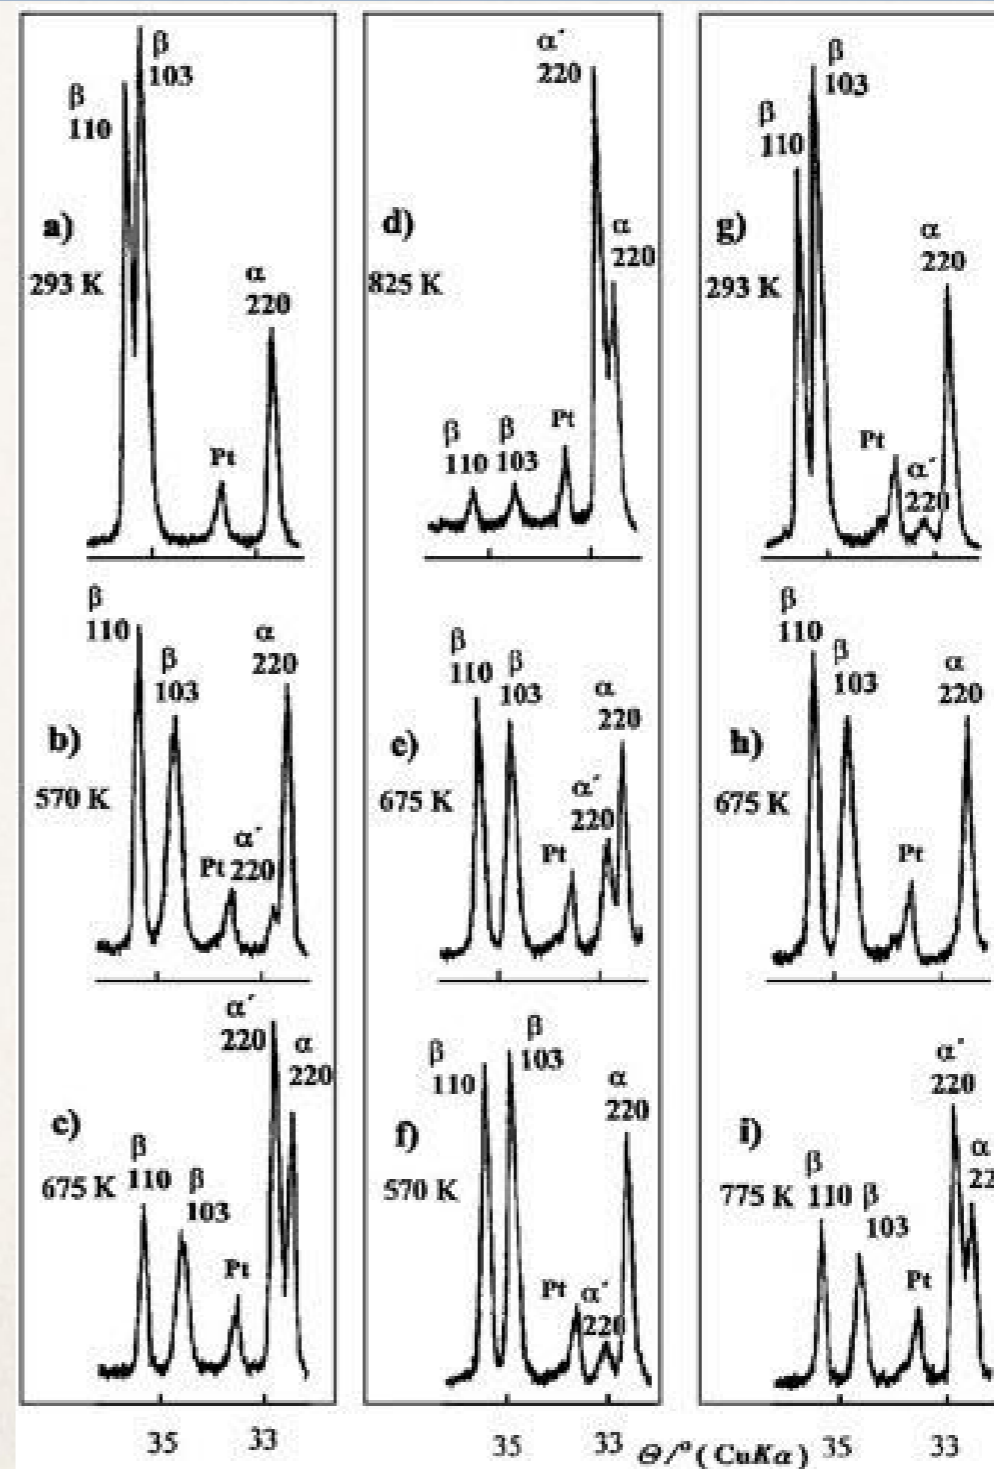 β
103
β
110
a)
α
293 K
220
Pt
β
110
β
α
103
220
b)
570 K
α´
Pt 220
α´
220
α
220
c)
β
675 K 110 β
103
Pt
35 33
α´
220
d)
α
220
825 K
Pt
β β
110 103
β
110 β
103 α
220
e)
α´
675 K
220
Pt
β
103
β
110
α
220
f)
570 K
Pt α´
220
35 33
β
103
β
110
g)
α
220
293 K
Pt
α´
220
β
110 β
103
α
220
h)
675 K
Pt
α´
220
i)
α
β
22
775 K 110 β
103
Pt
Θ/° (CuKα) 35 33